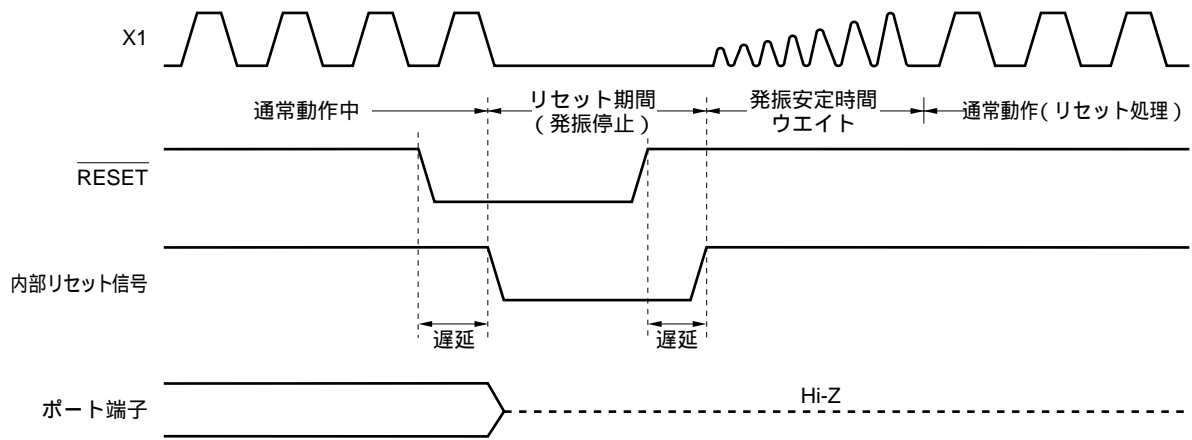 X1
通常動作中
リセット期間
（発振停止）
発振安定時間
ウエイト
通常動作（リセット処理）
RESET
内部リセット信号
遅延
遅延
ポート端子
Hi-Z